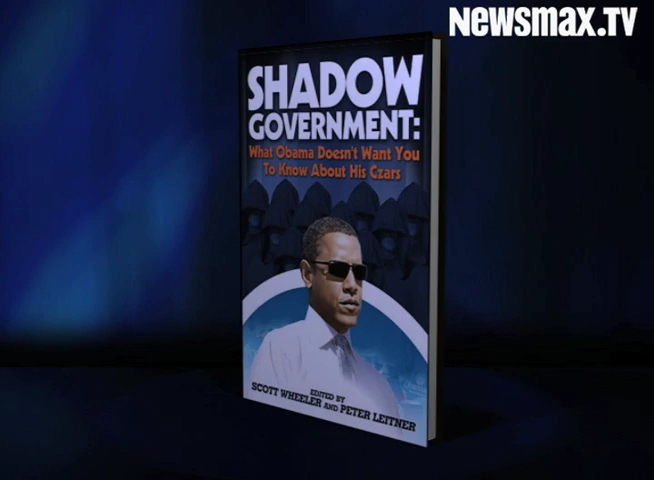 NEWSMAX.TV
SHADOW
GOVERNMENT:
What Obama Doesn't Want You
To Know About His Czars
EDITED BY
SCOTT WHEELER AND PETER LEITNER